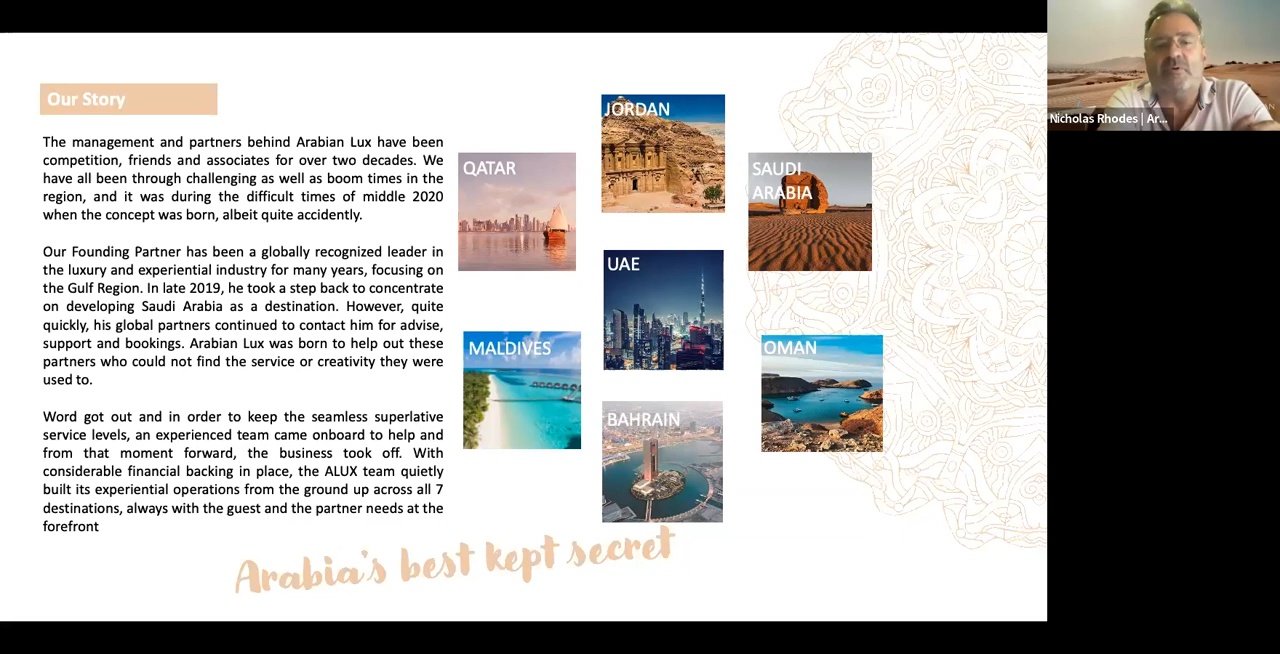 Our Story
The management and partners behind Arabian Lux have been
competition, friends and associates for over two decades. We
have all been through challenging as well as boom times in the
region, and it was during the difficult times of middle 2020
when the concept was born, albeit quite accidently.
Our Founding Partner has been a globally recognized leader in
the luxury and experiential industry for many years, focusing on
the Gulf Region. In late 2019, he took a step back to concentrate
on developing Saudi Arabia as a destination. However, quite
quickly, his global partners continued to contact him for advise,
support and bookings. Arabian Lux was born to help out these
partners who could not find the service or creativity they were
used to.
Word got out and in order to keep the seamless superlative
service levels, an experienced team came onboard to help and
from that moment forward, the business took off. With
considerable financial backing in place, the ALUX team quietly
built its experiential operations from the ground up across all 7
destinations, always with the guest and the partner needs at the
forefront
JORDAN
QATAR
SAUDI
ARABIA
UAE
MALDIVES
OMAN
BAHRAIN
Arabia's best kept secret
Nicholas Rhodes | Ar...